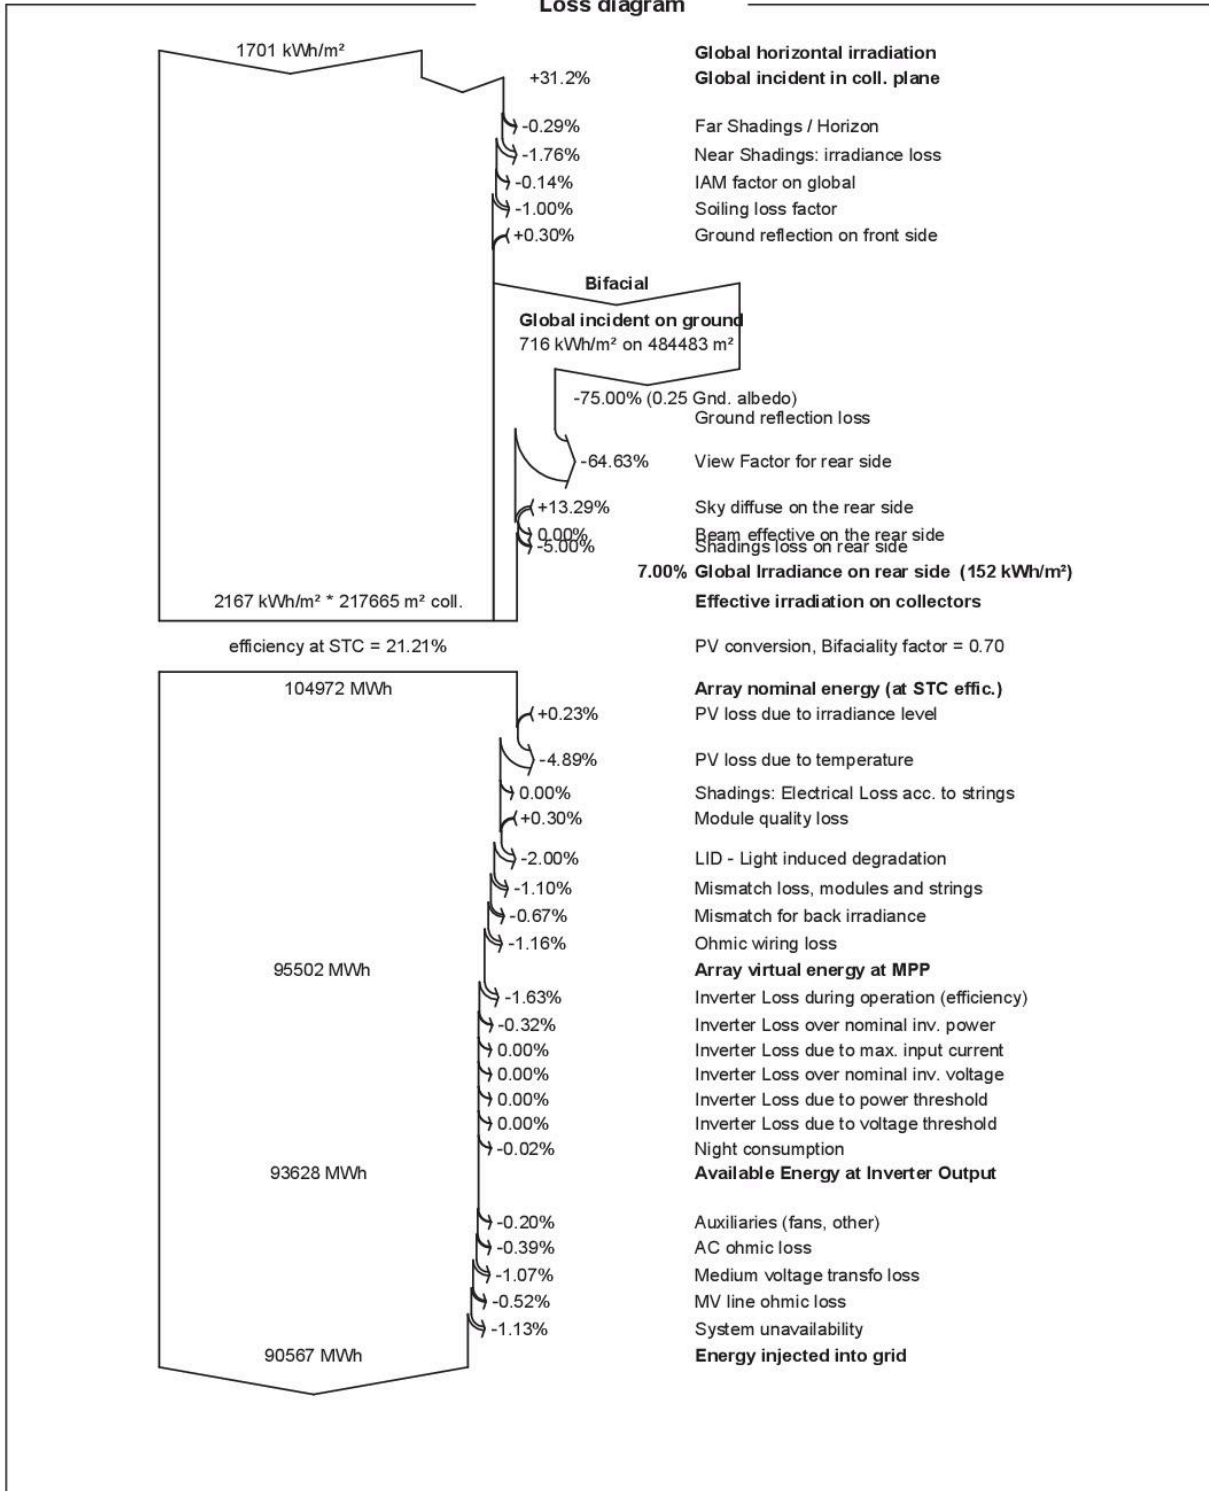 Loss diagram
1701 kWh/m² Global horizontal irradiation
+31.2% Global incident in coll. plane
-0.29% Far Shadings / Horizon
-1.76% Near Shadings: irradiance loss
-0.14% IAM factor on global
-1.00% Soiling loss factor
+0.30% Ground reflection on front side
Bifacial
Global incident on ground
716 kWh/m² on 484483 m²
-75.00% (0.25 Gnd. albedo)
Ground reflection loss
-64.63% View Factor for rear side
+13.29% Sky diffuse on the rear side
0.00% Beam effective on the rear side
-5.00% Shadings loss on rear side
7.00% Global Irradiance on rear side (152 kWh/m²)
2167 kWh/m² * 217665 m² coll. Effective irradiation on collectors
efficiency at STC = 21.21% PV conversion, Bifaciality factor = 0.70
104972 MWh Array nominal energy (at STC effic.)
+0.23% PV loss due to irradiance level
-4.89% PV loss due to temperature
0.00% Shadings: Electrical Loss acc. to strings
+0.30% Module quality loss
-2.00% LID - Light induced degradation
-1.10% Mismatch loss, modules and strings
-0.67% Mismatch for back irradiance
-1.16% Ohmic wiring loss
95502 MWh Array virtual energy at MPP
-1.63% Inverter Loss during operation (efficiency)
-0.32% Inverter Loss over nominal inv. power
0.00% Inverter Loss due to max. input current
0.00% Inverter Loss over nominal inv. voltage
0.00% Inverter Loss due to power threshold
0.00% Inverter Loss due to voltage threshold
-0.02% Night consumption
93628 MWh Available Energy at Inverter Output
-0.20% Auxiliaries (fans, other)
-0.39% AC ohmic loss
-1.07% Medium voltage transfo loss
-0.52% MV line ohmic loss
-1.13% System unavailability
90567 MWh Energy injected into grid